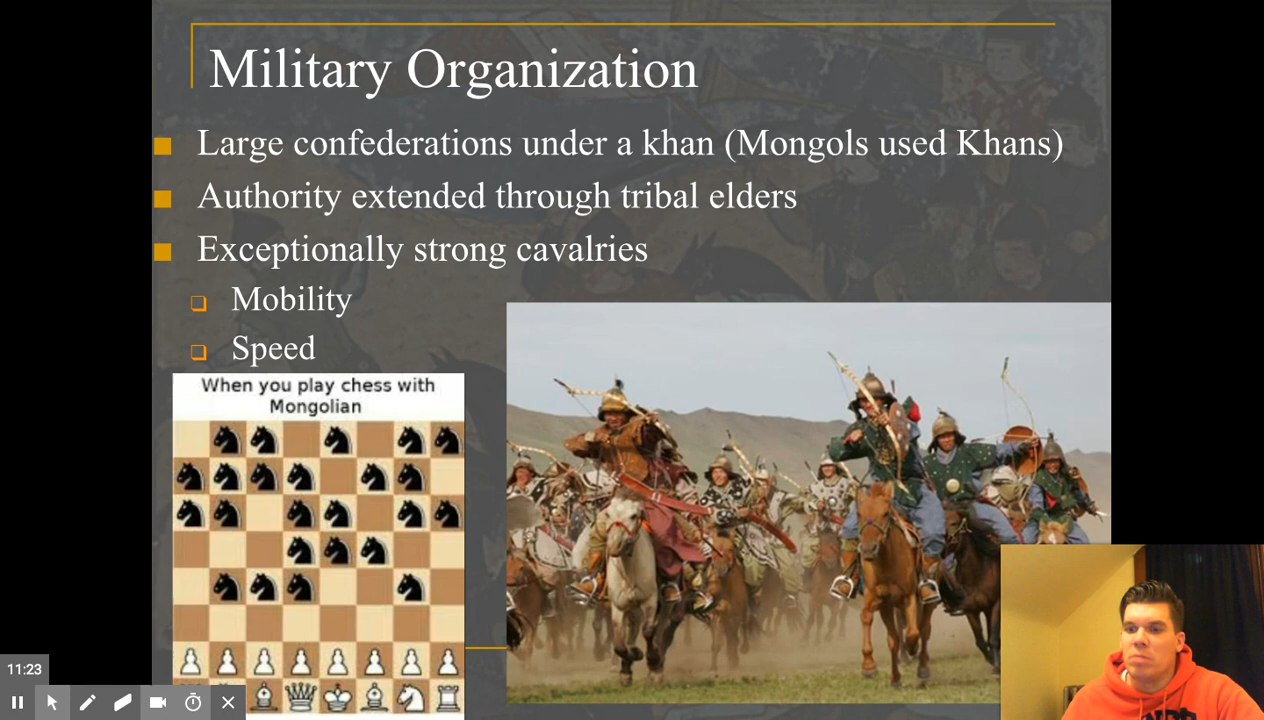 Military Organization
Large confederations under a khan (Mongols used Khans)
Authority extended through tribal elders
Exceptionally strong cavalries
Mobility
Speed
When you play chess with
Mongolian
11:23